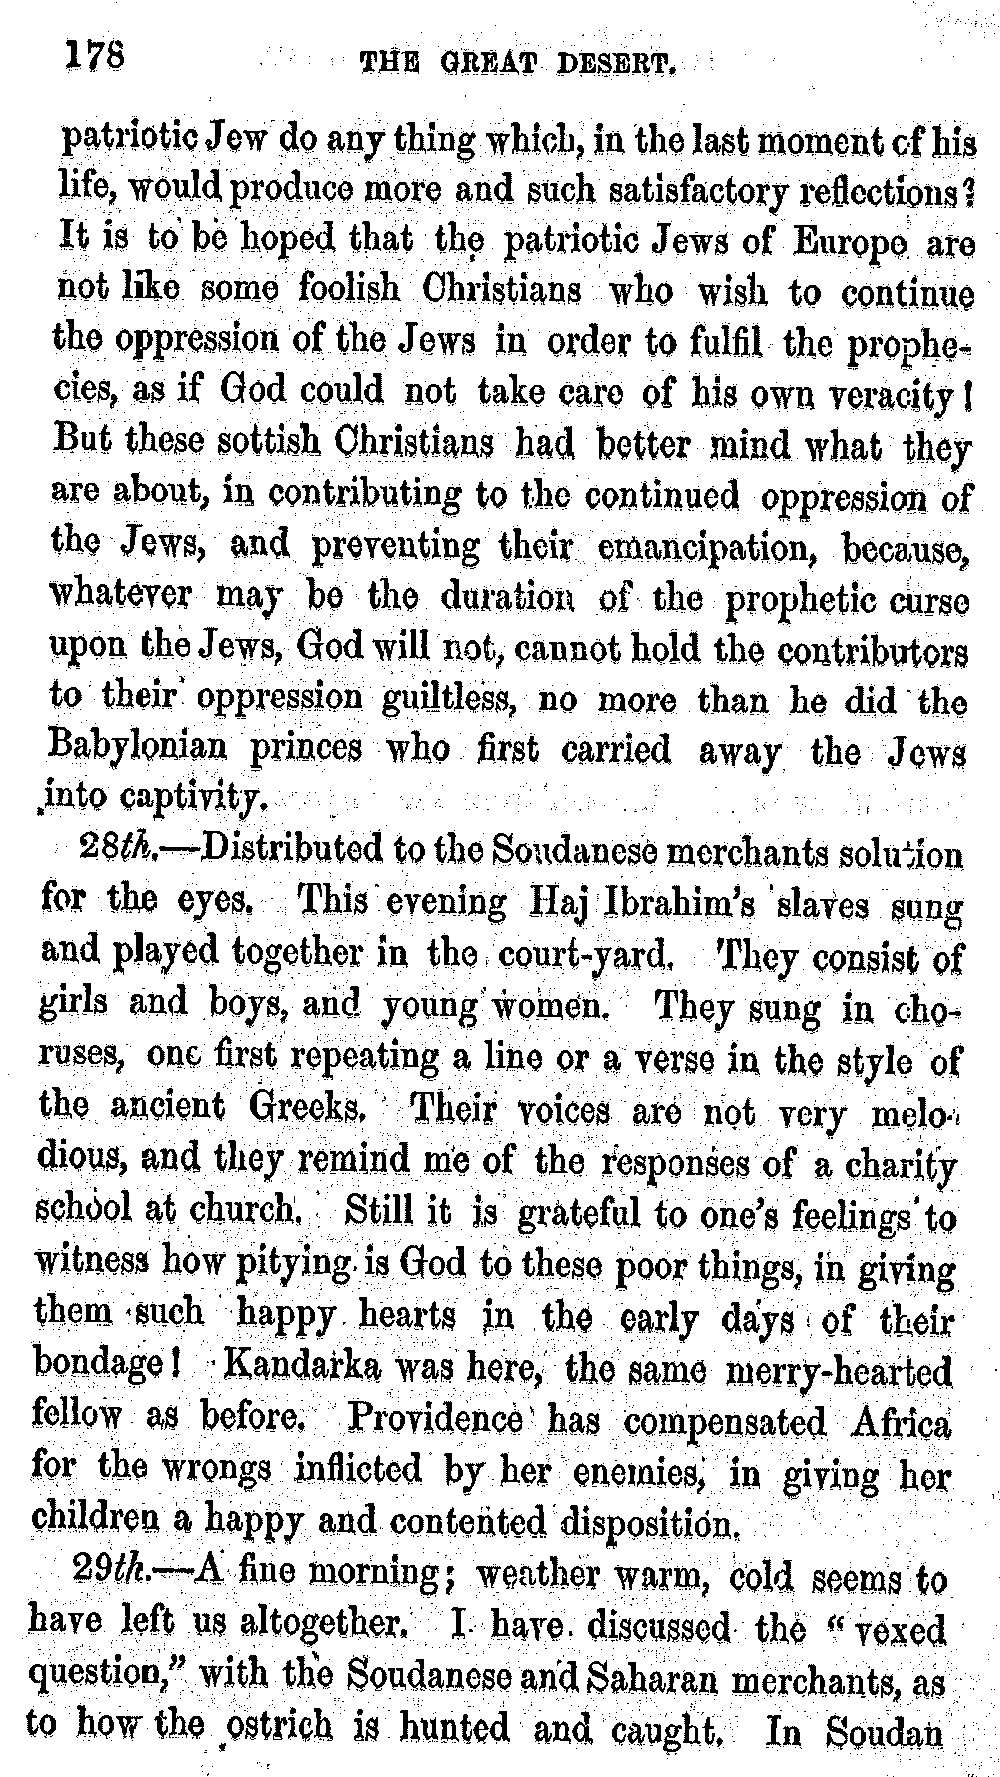 178 THE GREAT DESERT.
patriotic Jew do any thing which, in the last moment of his
life, would produce more and such satisfactory reflections?
It is to be hoped that the patriotic Jews of Europe are
not like some foolish Christians who wish to continue
the oppression of the Jews in order to fulfil the prophe-
cies, as if God could not take care of his own veracity!
But these sottish Christians had better mind what they
are about, in contributing to the continued oppression of
the Jews, and preventing their emancipation, because,
whatever may be the duration of the prophetic curse
upon the Jews, God will not, cannot hold the contributors
to their oppression guiltless, no more than he did the
Babylonian princes who first carried away the Jews
into captivity.
28th.—Distributed to the Soudanese merchants solution
for the eyes. This evening Haj Ibrahim's slaves sung
and played together in the court-yard. They consist of
girls and boys, and young women. They sung in cho-
ruses, one first repeating a line or a verse in the style of
the ancient Greeks. Their voices are not very melo-
dious, and they remind me of the responses of a charity
school at church. Still it is grateful to one's feelings to
witness how pitying is God to these poor things, in giving
them such happy hearts in the early days of their
bondage! Kandarka was here, the same merry-hearted
fellow as before. Providence has compensated Africa
for the wrongs inflicted by her enemies, in giving her
children a happy and contented disposition.
29th.—A fine morning; weather warm, cold seems to
have left us altogether. I have discussed the "vexed
question," with the Soudanese and Saharan merchants, as
to how the ostrich is hunted and caught. In Soudan